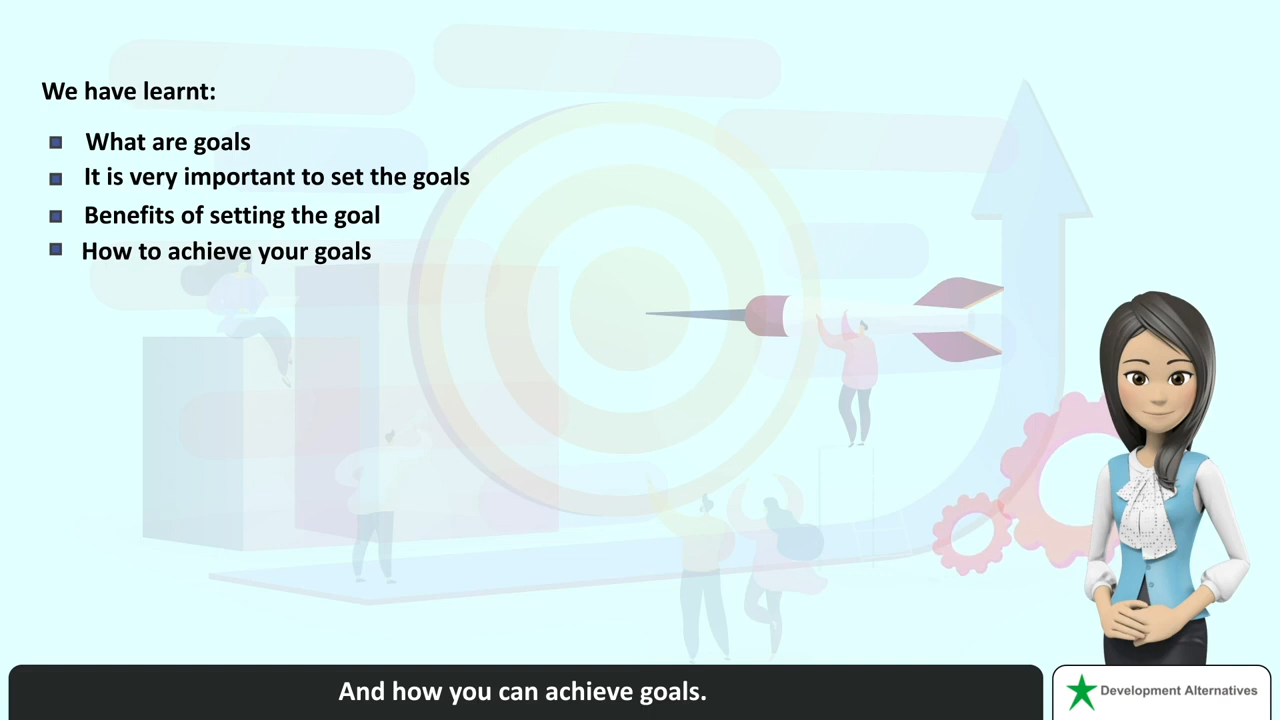 We have learnt:
What are goals
It is very important to set the goals
Benefits of setting the goal
How to achieve your goals
And how you can achieve goals.
Development Alternatives